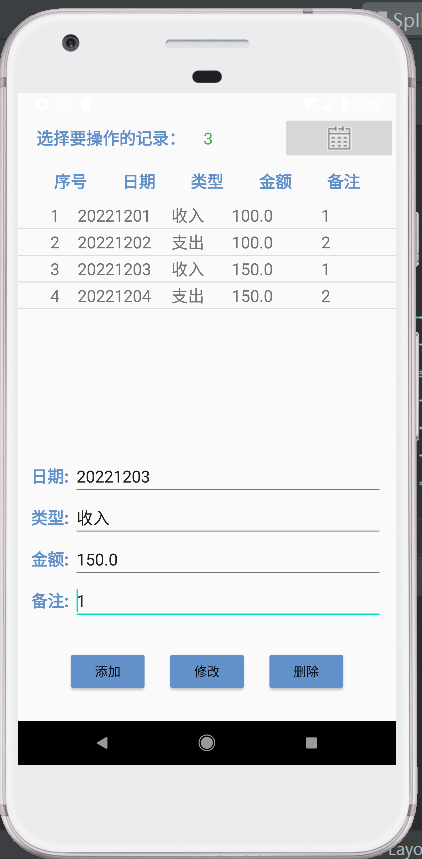 Spli
选择要操作的记录： 3
序号 日期 类型 金额 备注
1 20221201 收入 100.0 1
2 20221202 支出 100.0 2
3 20221203 收入 150.0 1
4 20221204 支出 150.0 2
日期: 20221203
类型: 收入
金额: 150.0
备注: 1
添加 修改 删除
Layo